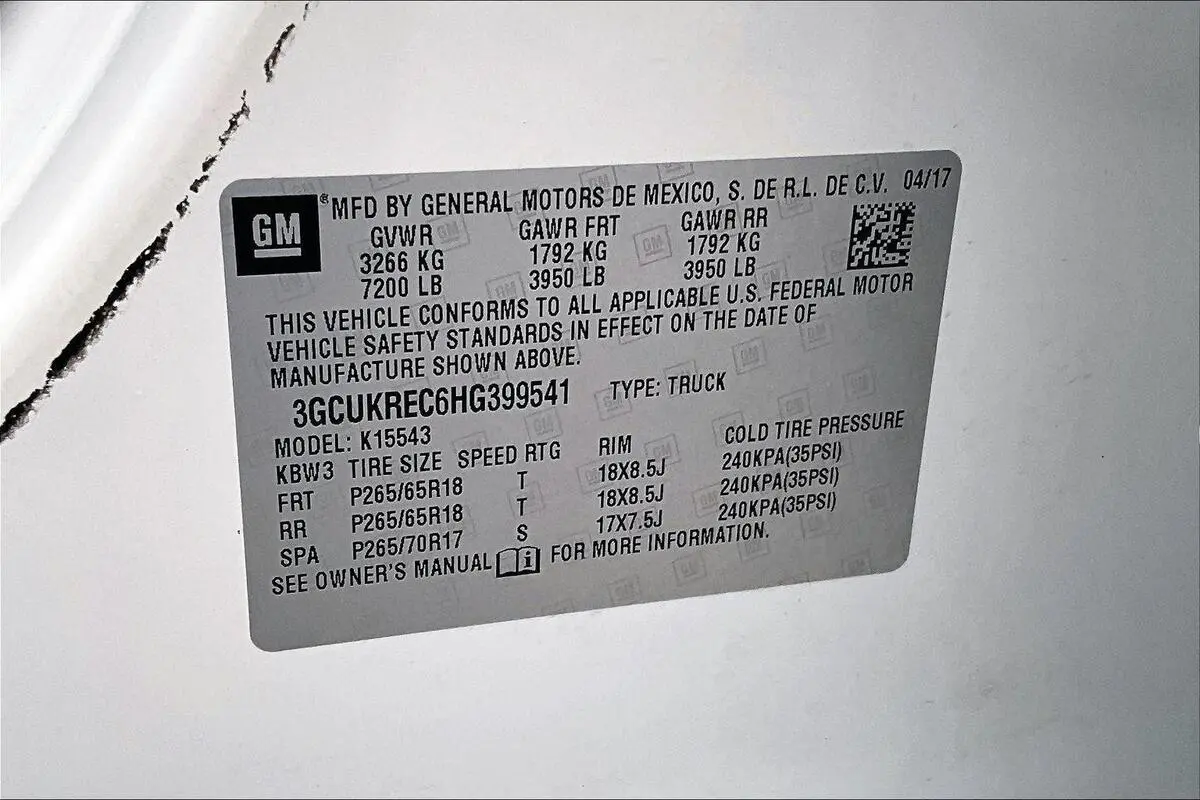 GM ® MFD BY GENERAL MOTORS DE MEXICO, S. DE R.L. DE C.V. 04/17
GVWR GAWR FRT GAWR RR
3266 KG 1792 KG 1792 KG
7200 LB 3950 LB 3950 LB
THIS VEHICLE CONFORMS TO ALL APPLICABLE U.S. FEDERAL MOTOR
VEHICLE SAFETY STANDARDS IN EFFECT ON THE DATE OF
MANUFACTURE SHOWN ABOVE.
3GCUKREC6HG399541 TYPE: TRUCK
MODEL: K15543
KBW3 TIRE SIZE SPEED RTG RIM COLD TIRE PRESSURE
FRT P265/65R18 T 18X8.5J 240KPA(35PSI)
RR P265/65R18 T 18X8.5J 240KPA(35PSI)
SPA P265/70R17 S 17X7.5J 240KPA(35PSI)
SEE OWNER'S MANUAL i FOR MORE INFORMATION.